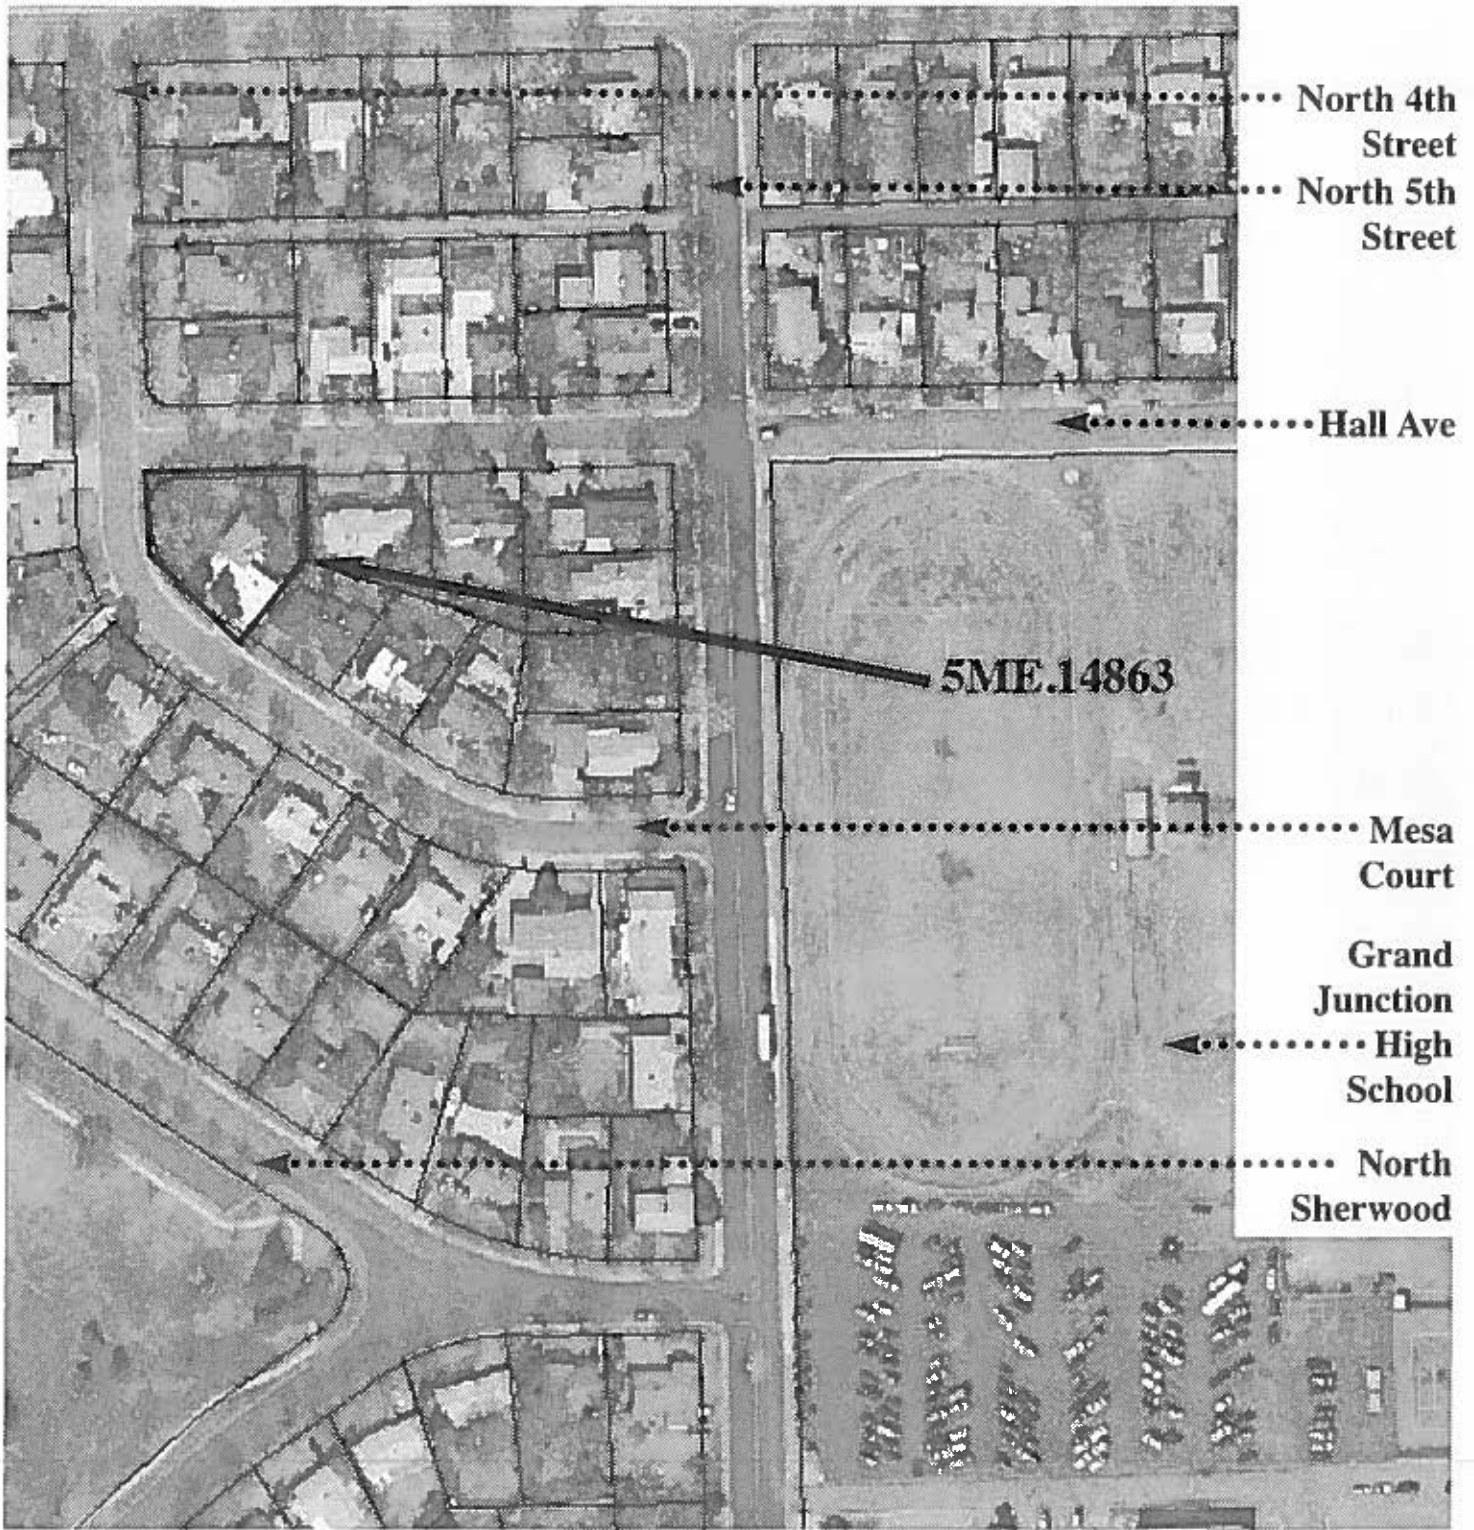 North 4th
Street
North 5th
Street
Hall Ave
5ME.14863
Mesa
Court
Grand
Junction
High
School
North
Sherwood